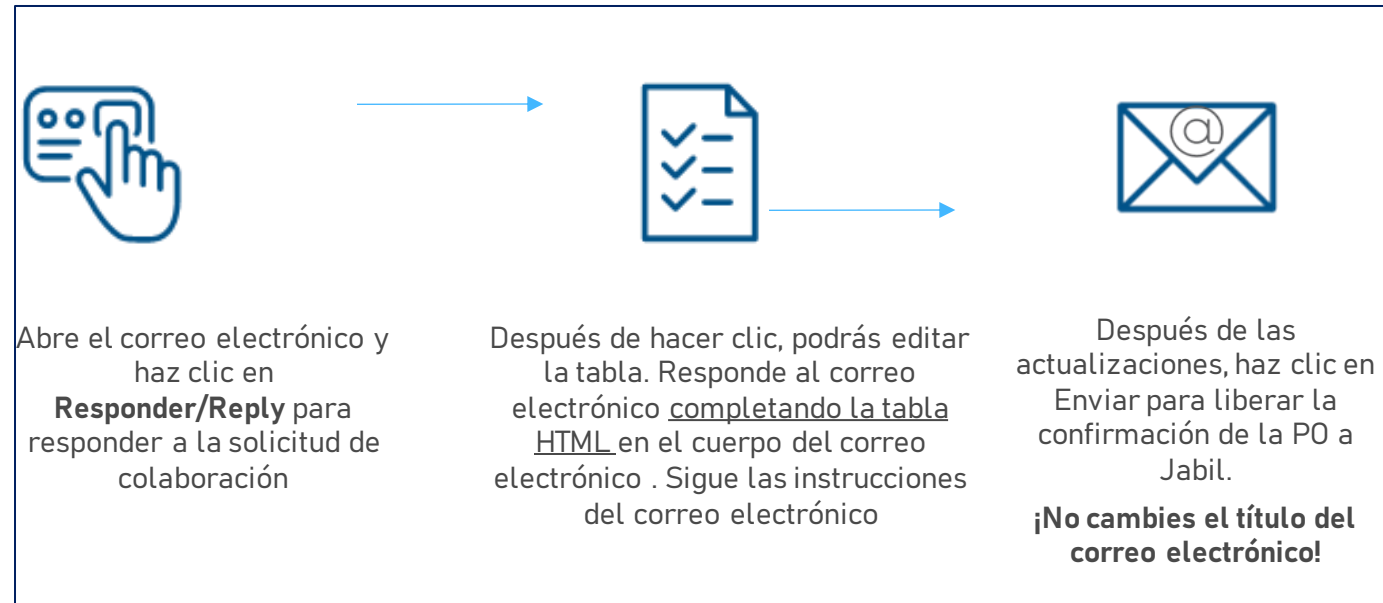 Abre el correo electrónico y
haz clic en
Responder/Reply para
responder a la solicitud de
colaboración
Después de hacer clic, podrás editar
la tabla. Responde al correo
electrónico completando la tabla
HTML en el cuerpo del correo
electrónico . Sigue las instrucciones
del correo electrónico
@
Después de las
actualizaciones, haz clic en
Enviar para liberar la
confirmación de la PO a
Jabil.
¡No cambies el título del
correo electrónico!